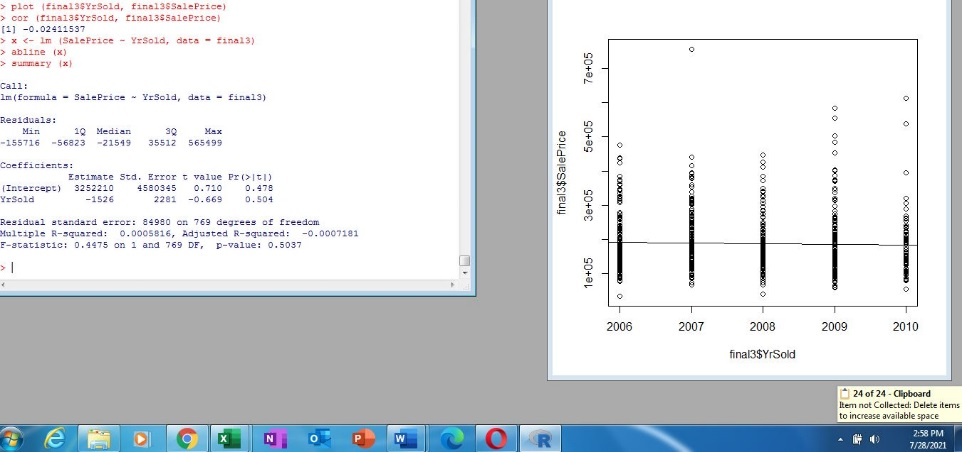 > plot (final3$YrSold, final3$SalePrice)
> cor (final3$YrSold, final3$SalePrice)
[1] -0.02411537
> x <- lm (SalePrice ~ YrSold, data = final3)
> abline (x)
> summary (x)
Call:
lm(formula = SalePrice ~ YrSold, data = final3)
Residuals:
Min 1Q Median 3Q Max
-155716 -56823 -21549 35512 565499
Coefficients:
Estimate Std. Error t value Pr(>|t|)
(Intercept) 3252210 4580345 0.710 0.478
YrSold -1526 2281 -0.669 0.504
Residual standard error: 84980 on 769 degrees of freedom
Multiple R-squared: 0.0005816, Adjusted R-squared: -0.0007181
F-statistic: 0.4475 on 1 and 769 DF, p-value: 0.5037
> |
final3$SalePrice
7e+05
5e+05
3e+05
1e+05
2006 2007 2008 2009 2010
final3$YrSold
24 of 24 - Clipboard
Item not Collected: Delete items
to increase available space
2:58 PM
7/28/2021